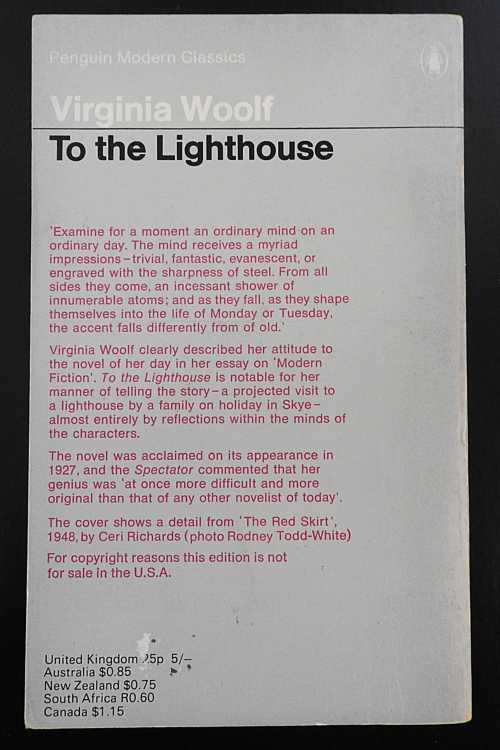 Penguin Modern Classics
Virginia Woolf
To the Lighthouse
'Examine for a moment an ordinary mind on an
ordinary day. The mind receives a myriad
impressions – trivial, fantastic, evanescent, or
engraved with the sharpness of steel. From all
sides they come, an incessant shower of
innumerable atoms; and as they fall, as they shape
themselves into the life of Monday or Tuesday,
the accent falls differently from of old.'
Virginia Woolf clearly described her attitude to
the novel of her day in her essay on 'Modern
Fiction'. To the Lighthouse is notable for her
manner of telling the story – a projected visit to
a lighthouse by a family on holiday in Skye –
almost entirely by reflections within the minds of
the characters.
The novel was acclaimed on its appearance in
1927, and the Spectator commented that her
genius was 'at once more difficult and more
original than that of any other novelist of today'.
The cover shows a detail from 'The Red Skirt',
1948, by Ceri Richards (photo Rodney Todd-White)
For copyright reasons this edition is not
for sale in the U.S.A.
United Kingdom 25p 5/–
Australia $0.85
New Zealand $0.75
South Africa R0.60
Canada $1.15